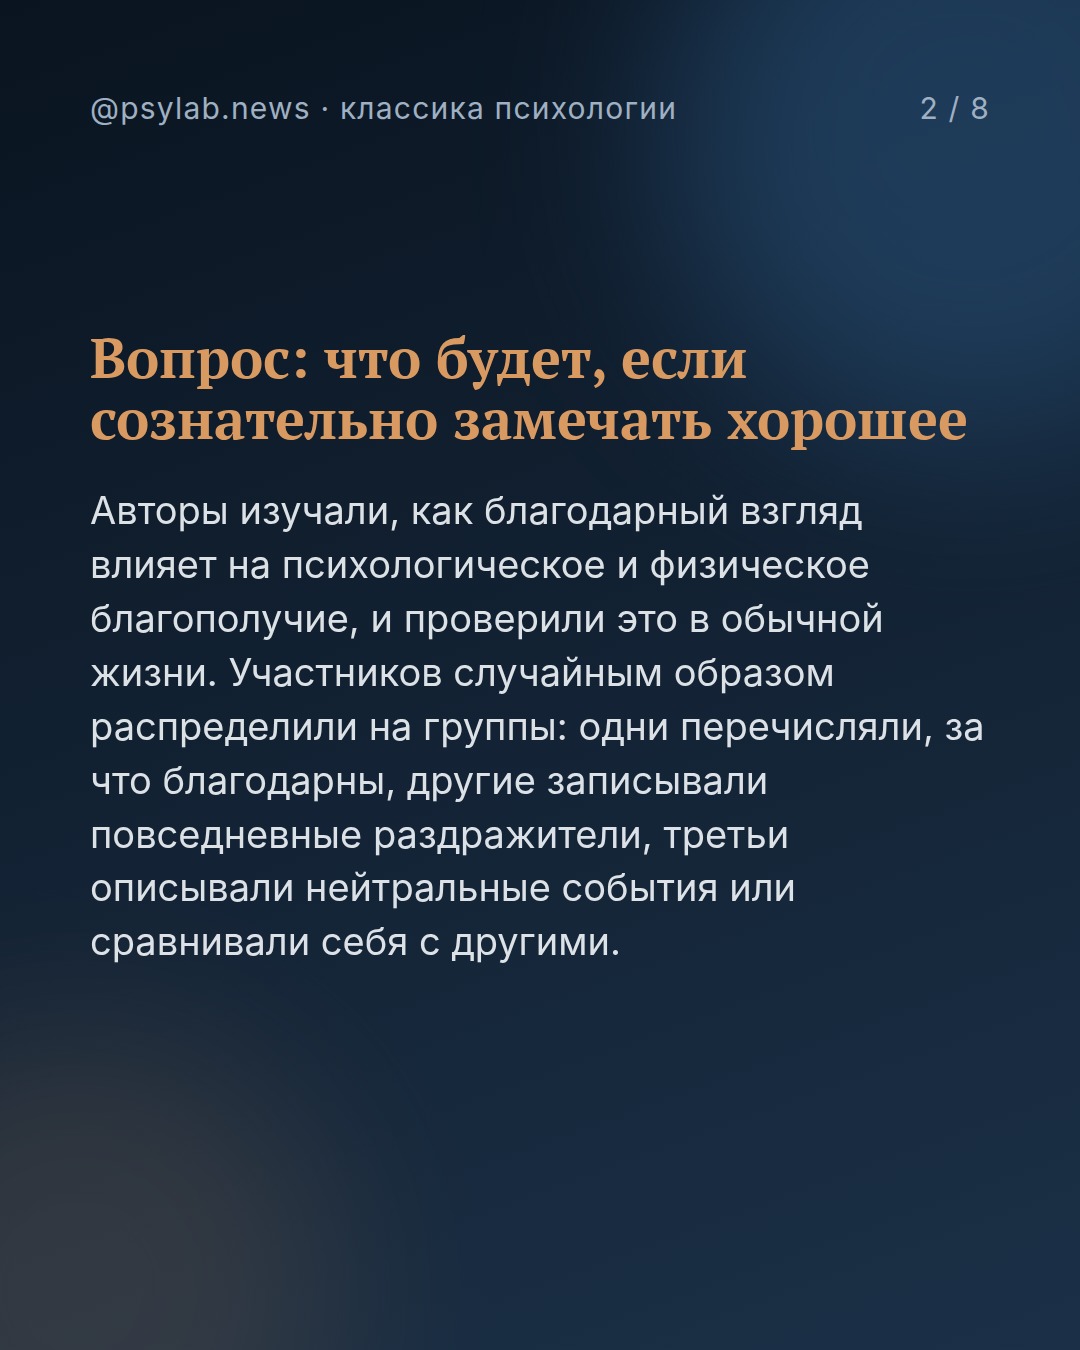 @psylab.news · классика психологии
2 / 8
Вопрос: что будет, если
сознательно замечать хорошее
Авторы изучали, как благодарный взгляд
влияет на психологическое и физическое
благополучие, и проверили это в обычной
жизни. Участников случайным образом
распределили на группы: одни перечисляли, за
что благодарны, другие записывали
повседневные раздражители, третьи
описывали нейтральные события или
сравнивали себя с другими.